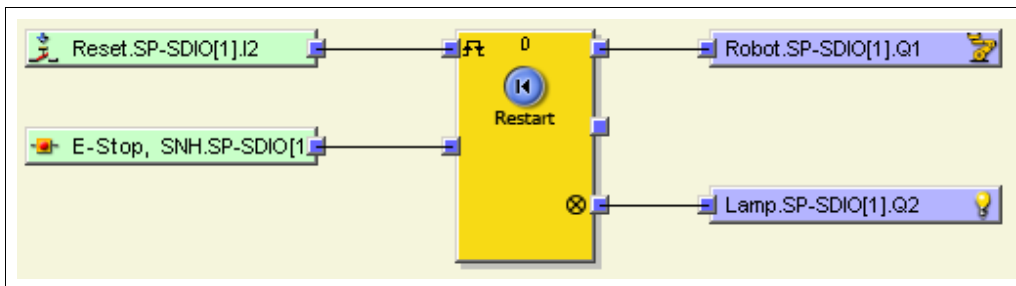 Reset.SP-SDIO[1].I2
0
Robot.SP-SDIO[1].Q1
Restart
E-Stop, SNH.SP-SDIO[1
Lamp.SP-SDIO[1].Q2